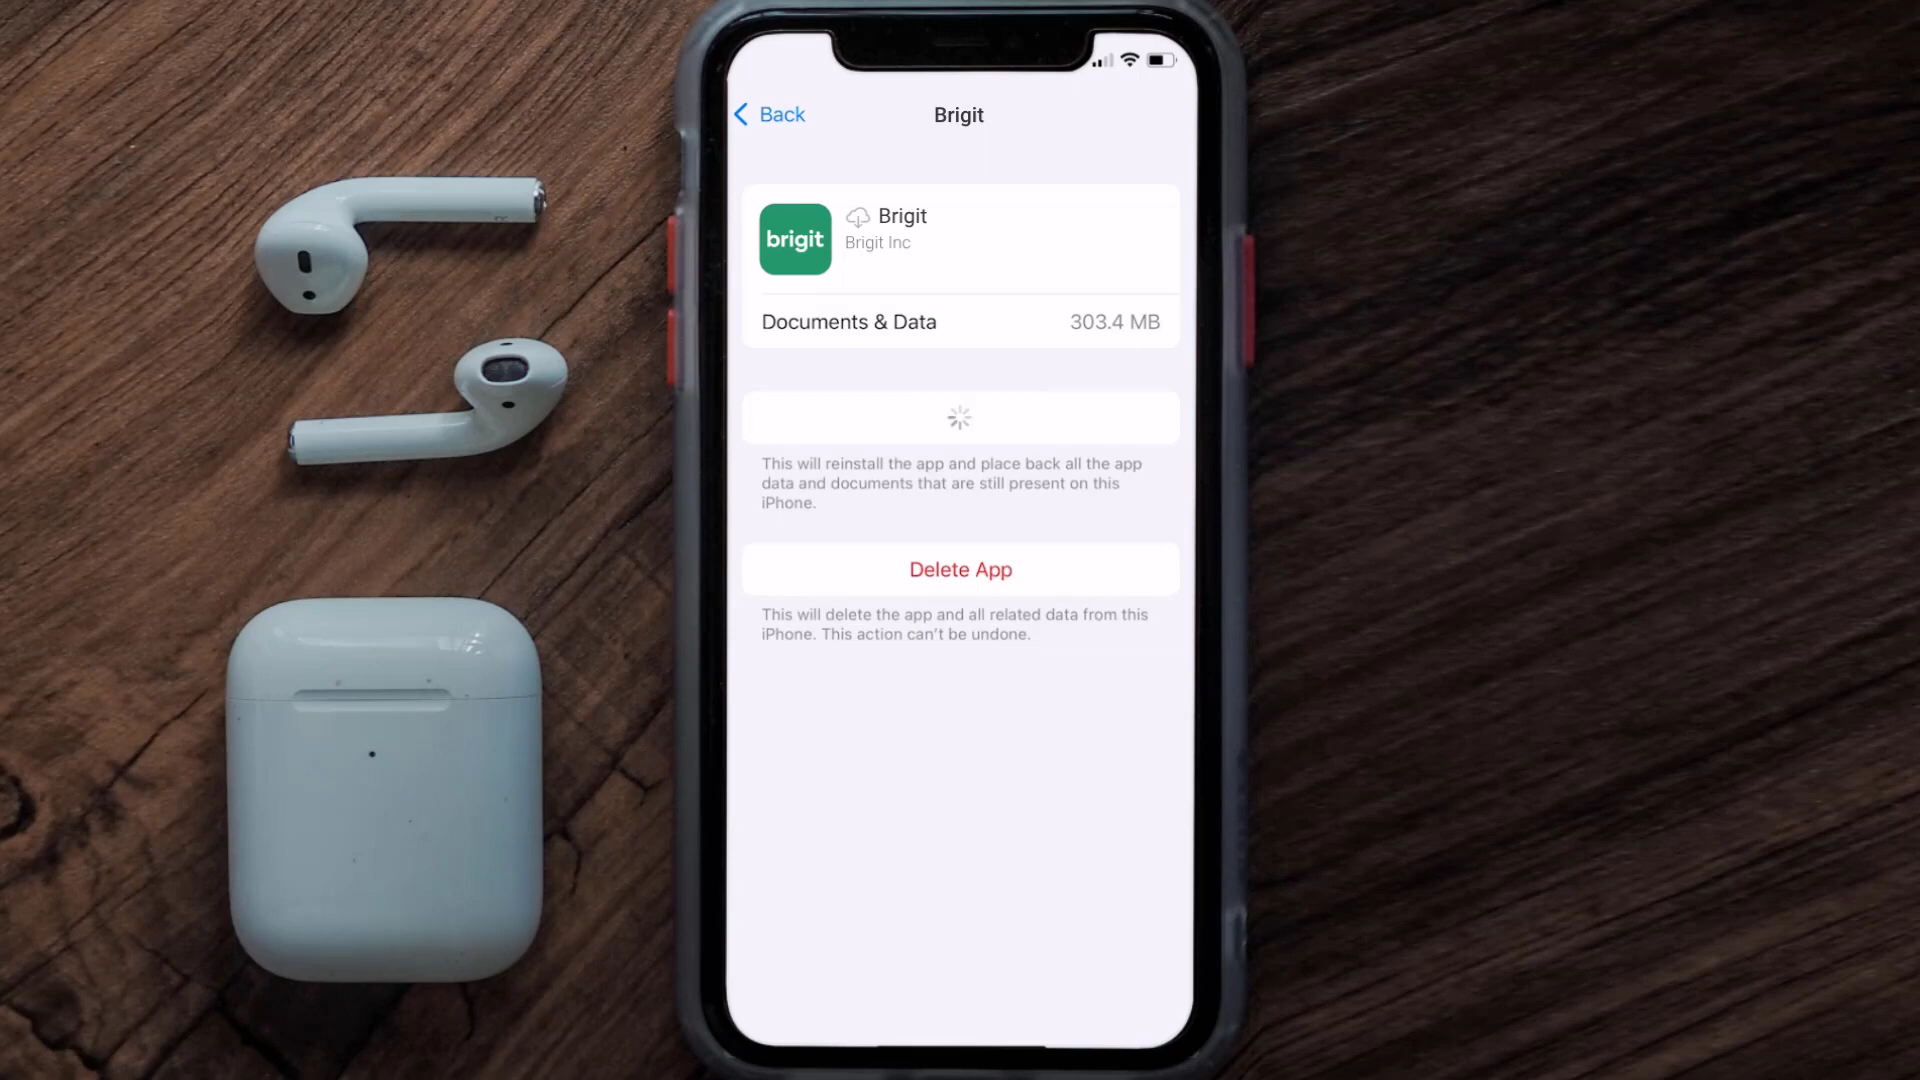 Back
Brigit
brigit
Brigit
Brigit Inc
Documents & Data 303.4 MB
This will reinstall the app and place back all the app
data and documents that are still present on this
iPhone.
Delete App
This will delete the app and all related data from this
iPhone. This action can't be undone.